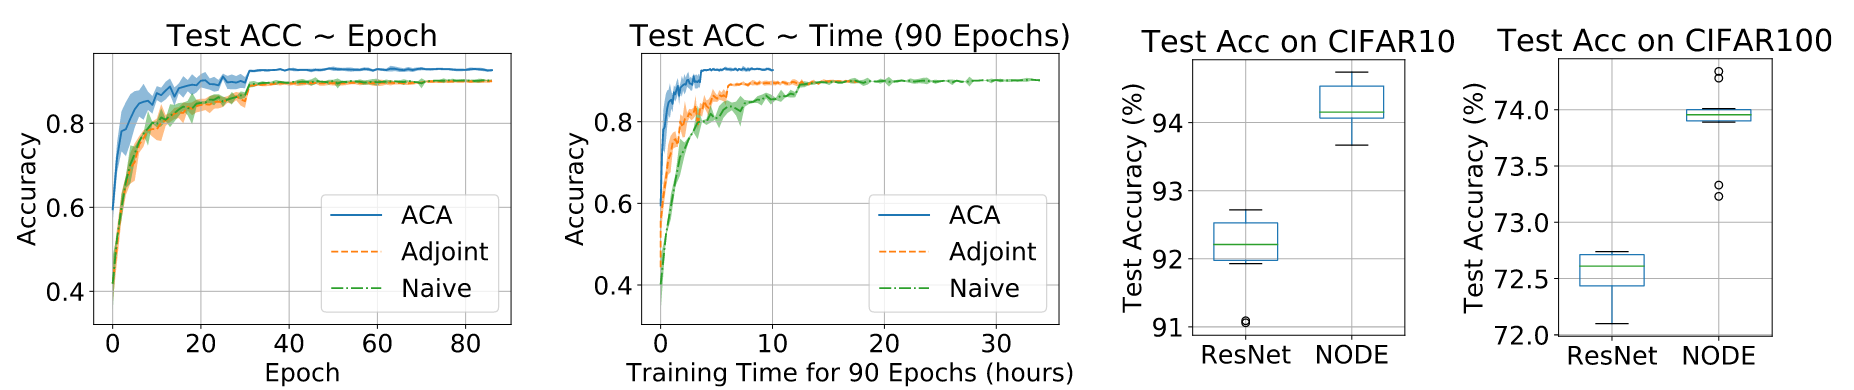 Test ACC ~ Epoch
Accuracy
0.8
0.6
0.4
0
20
40
60
80
Epoch
ACA
Adjoint
Naive
Test ACC ~ Time (90 Epochs)
Accuracy
0.8
0.6
0.4
0
10
20
30
Training Time for 90 Epochs (hours)
ACA
Adjoint
Naive
Test Acc on CIFAR10
Test Accuracy (%)
94
93
92
91
ResNet
NODE
Test Acc on CIFAR100
Test Accuracy (%)
74.0
73.5
73.0
72.5
72.0
ResNet
NODE